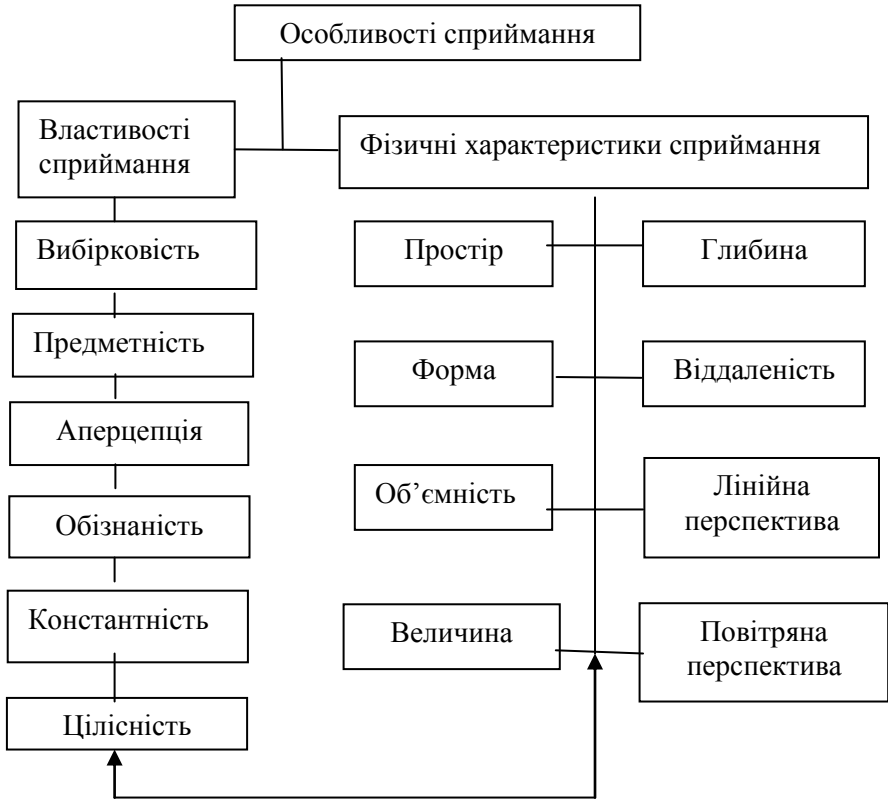 Особливості сприймання
Властивості
сприймання
Фізичні характеристики сприймання
Вибірковість
Предметність
Аперцепція
Обізнаність
Константність
Цілісність
Простір
Глибина
Форма
Віддаленість
Об’ємність
Лінійна
перспектива
Величина
Повітряна
перспектива